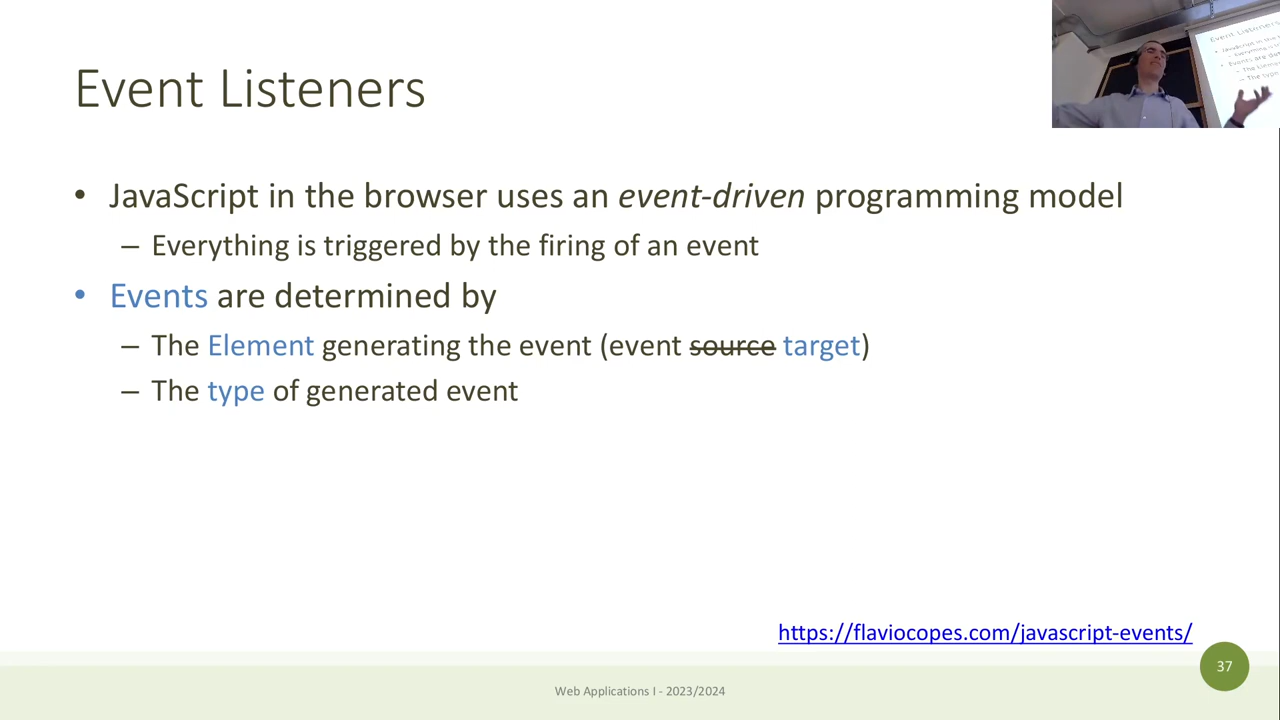 Event Listeners
• JavaScript in the browser uses an event-driven programming model
– Everything is triggered by the firing of an event
• Events are determined by
– The Element generating the event (event source target)
– The type of generated event
https://flaviocopes.com/javascript-events/
37
Web Applications I - 2023/2024